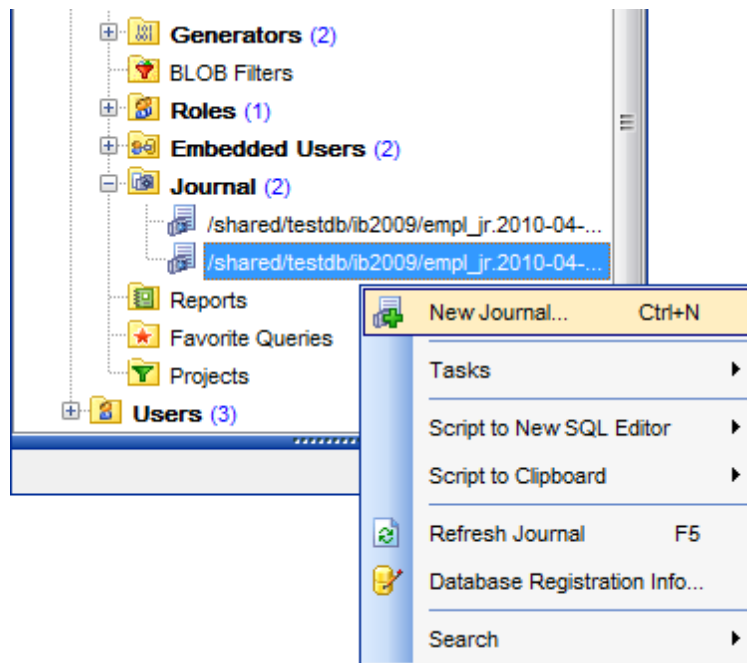 Generators (2)
BLOB Filters
Roles (1)
Embedded Users (2)
Journal (2)
/shared/testdb/ib2009/empl_jr.2010-04-...
/shared/testdb/ib2009/empl_jr.2010-04-...
Reports
Favorite Queries
Projects
Users (3)
New Journal... Ctrl+N
Tasks
Script to New SQL Editor
Script to Clipboard
Refresh Journal F5
Database Registration Info...
Search